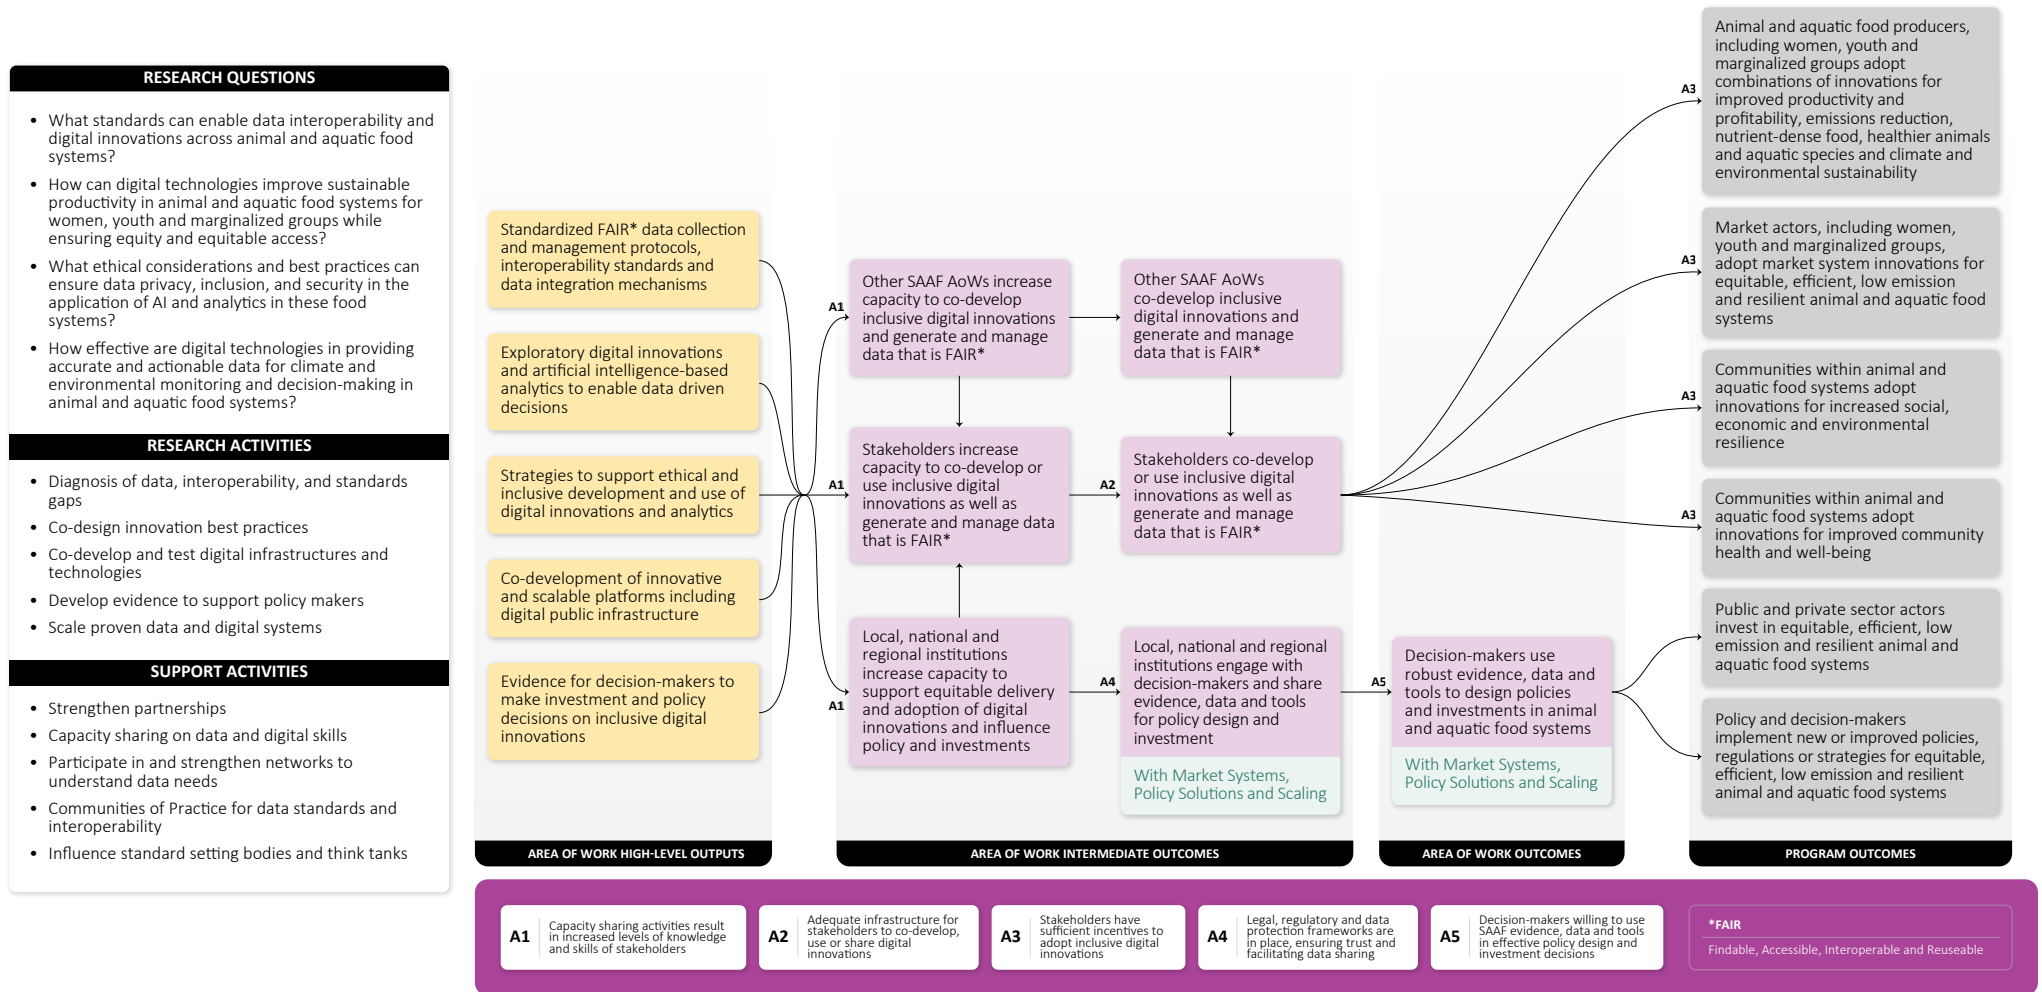 RESEARCH QUESTIONS
• What standards can enable data interoperability and
digital innovations across animal and aquatic food
systems?
• How can digital technologies improve sustainable
productivity in animal and aquatic food systems for
women, youth and marginalized groups while
ensuring equity and equitable access?
• What ethical considerations and best practices can
ensure data privacy, inclusion, and security in the
application of AI and analytics in these food
systems?
• How effective are digital technologies in providing
accurate and actionable data for climate and
environmental monitoring and decision-making in
animal and aquatic food systems?
RESEARCH ACTIVITIES
• Diagnosis of data, interoperability, and standards
gaps
• Co-design innovation best practices
• Co-develop and test digital infrastructures and
technologies
• Develop evidence to support policy makers
• Scale proven data and digital systems
SUPPORT ACTIVITIES
• Strengthen partnerships
• Capacity sharing on data and digital skills
• Participate in and strengthen networks to
understand data needs
• Communities of Practice for data standards and
interoperability
• Influence standard setting bodies and think tanks
Standardized FAIR* data collection
and management protocols,
interoperability standards and
data integration mechanisms
Exploratory digital innovations
and artificial intelligence-based
analytics to enable data driven
decisions
Strategies to support ethical and
inclusive development and use of
digital innovations and analytics
Co-development of innovative
and scalable platforms including
digital public infrastructure
Evidence for decision-makers to
make investment and policy
decisions on inclusive digital
innovations
AREA OF WORK HIGH-LEVEL OUTPUTS
A1
Other SAAF AoWs increase
capacity to co-develop
inclusive digital innovations
and generate and manage
data that is FAIR*
A1
Stakeholders increase
capacity to co-develop or
use inclusive digital
innovations as well as
generate and manage data
that is FAIR*
A1
Local, national and
regional institutions
increase capacity to
support equitable delivery
and adoption of digital
innovations and influence
policy and investments
Other SAAF AoWs
co-develop inclusive
digital innovations and
generate and manage
data that is FAIR*
A2
Stakeholders co-develop
or use inclusive digital
innovations as well as
generate and manage
data that is FAIR*
A4
Local, national and regional
institutions engage with
decision-makers and share
evidence, data and tools
for policy design and
investment
With Market Systems,
Policy Solutions and Scaling
AREA OF WORK INTERMEDIATE OUTCOMES
A5
Decision-makers use
robust evidence, data and
tools to design policies
and investments in animal
and aquatic food systems
With Market Systems,
Policy Solutions and Scaling
AREA OF WORK OUTCOMES
A3
Animal and aquatic food producers,
including women, youth and
marginalized groups adopt
combinations of innovations for
improved productivity and
profitability, emissions reduction,
nutrient-dense food, healthier animals
and aquatic species and climate and
environmental sustainability
A3
Market actors, including women,
youth and marginalized groups,
adopt market system innovations for
equitable, efficient, low emission
and resilient animal and aquatic food
systems
A3
Communities within animal and
aquatic food systems adopt
innovations for increased social,
economic and environmental
resilience
A3
Communities within animal and
aquatic food systems adopt
innovations for improved community
health and well-being
Public and private sector actors
invest in equitable, efficient, low
emission and resilient animal and
aquatic food systems
Policy and decision-makers
implement new or improved policies,
regulations or strategies for equitable,
efficient, low emission and resilient
animal and aquatic food systems
PROGRAM OUTCOMES
A1
Capacity sharing activities result
in increased levels of knowledge
and skills of stakeholders
A2
Adequate infrastructure for
stakeholders to co-develop,
use or share digital
innovations
A3
Stakeholders have
sufficient incentives to
adopt inclusive digital
innovations
A4
Legal, regulatory and data
protection frameworks are
in place, ensuring trust and
facilitating data sharing
A5
Decision-makers willing to use
SAAF evidence, data and tools
in effective policy design and
investment decisions
*FAIR
Findable, Accessible, Interoperable and Reuseable